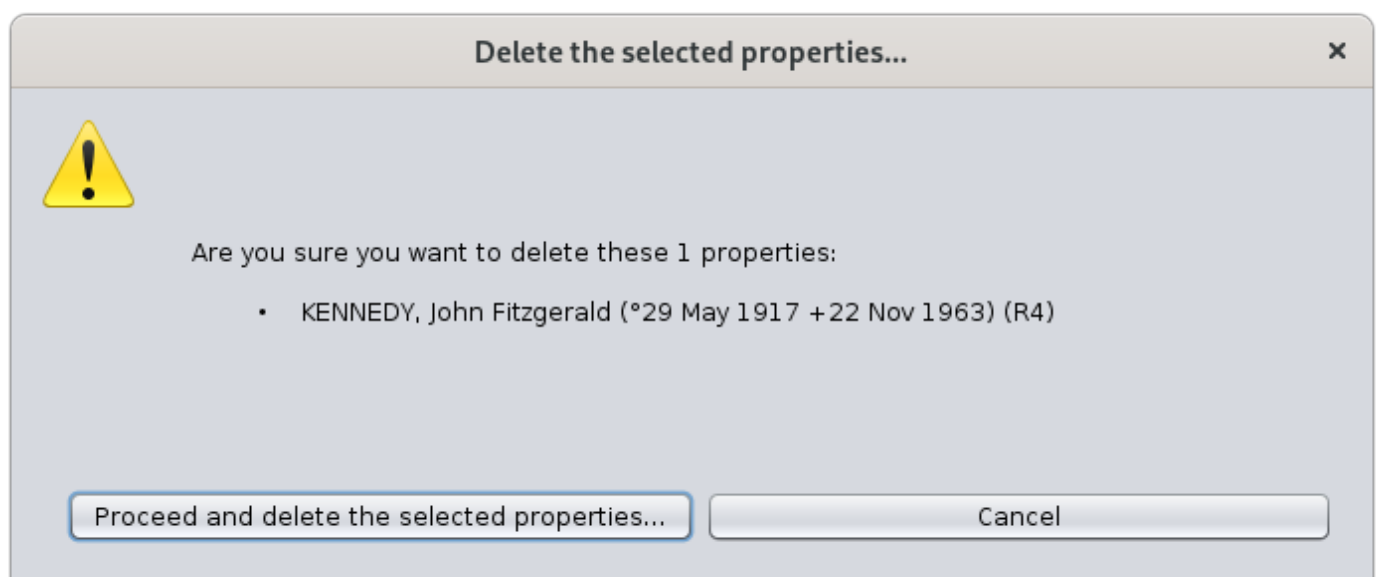 Delete the selected properties...
Are you sure you want to delete these 1 properties:
• KENNEDY, John Fitzgerald (°29 May 1917 +22 Nov 1963) (R4)
Proceed and delete the selected properties...
Cancel